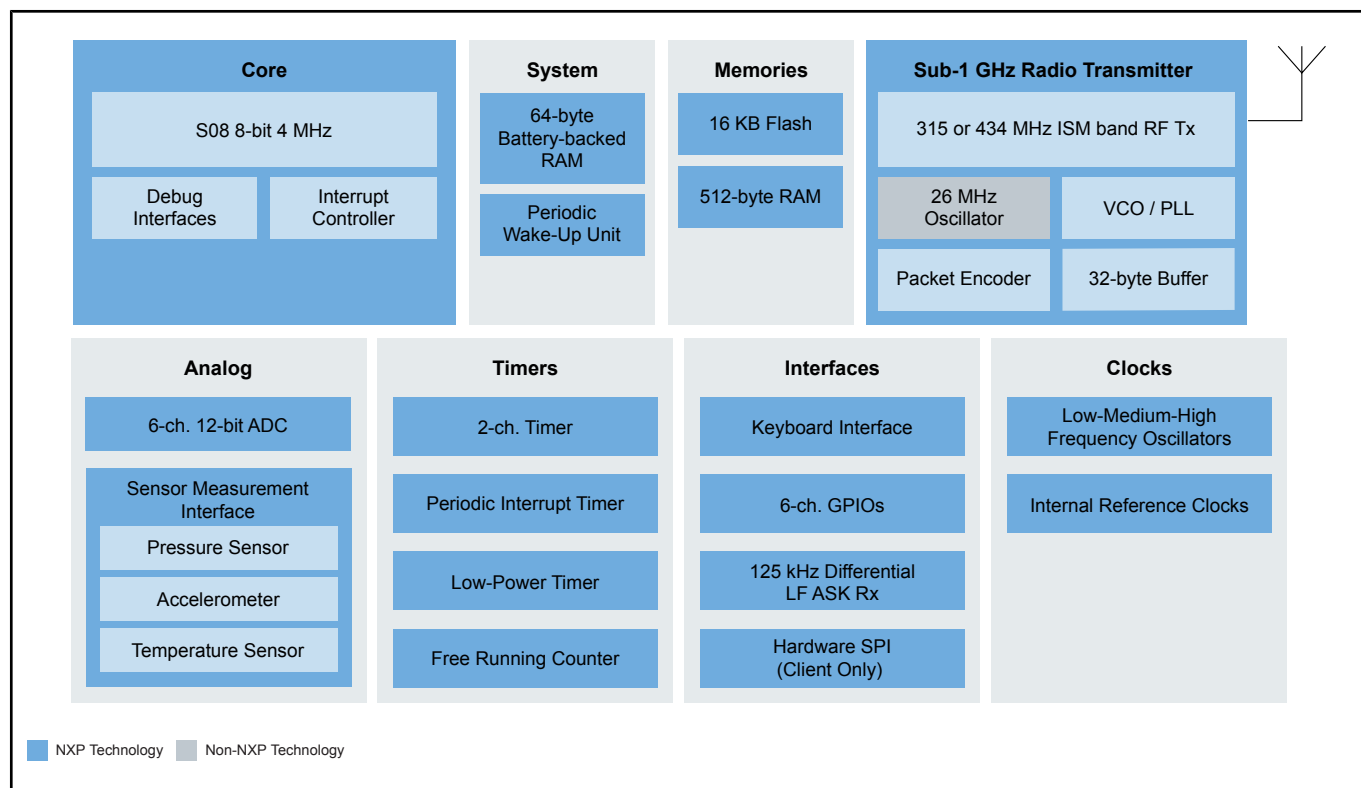 Core
S08 8-bit 4 MHz
Debug
Interfaces
Interrupt
Controller
System
64-byte
Battery-backed
RAM
Periodic
Wake-Up Unit
Memories
16 KB Flash
512-byte RAM
Sub-1 GHz Radio Transmitter
315 or 434 MHz ISM band RF Tx
26 MHz
Oscillator
VCO / PLL
Packet Encoder
32-byte Buffer
Analog
6-ch. 12-bit ADC
Sensor Measurement
Interface
Pressure Sensor
Accelerometer
Temperature Sensor
Timers
2-ch. Timer
Periodic Interrupt Timer
Low-Power Timer
Free Running Counter
Interfaces
Keyboard Interface
6-ch. GPIOs
125 kHz Differential
LF ASK Rx
Hardware SPI
(Client Only)
Clocks
Low-Medium-High
Frequency Oscillators
Internal Reference Clocks
NXP Technology
Non-NXP Technology